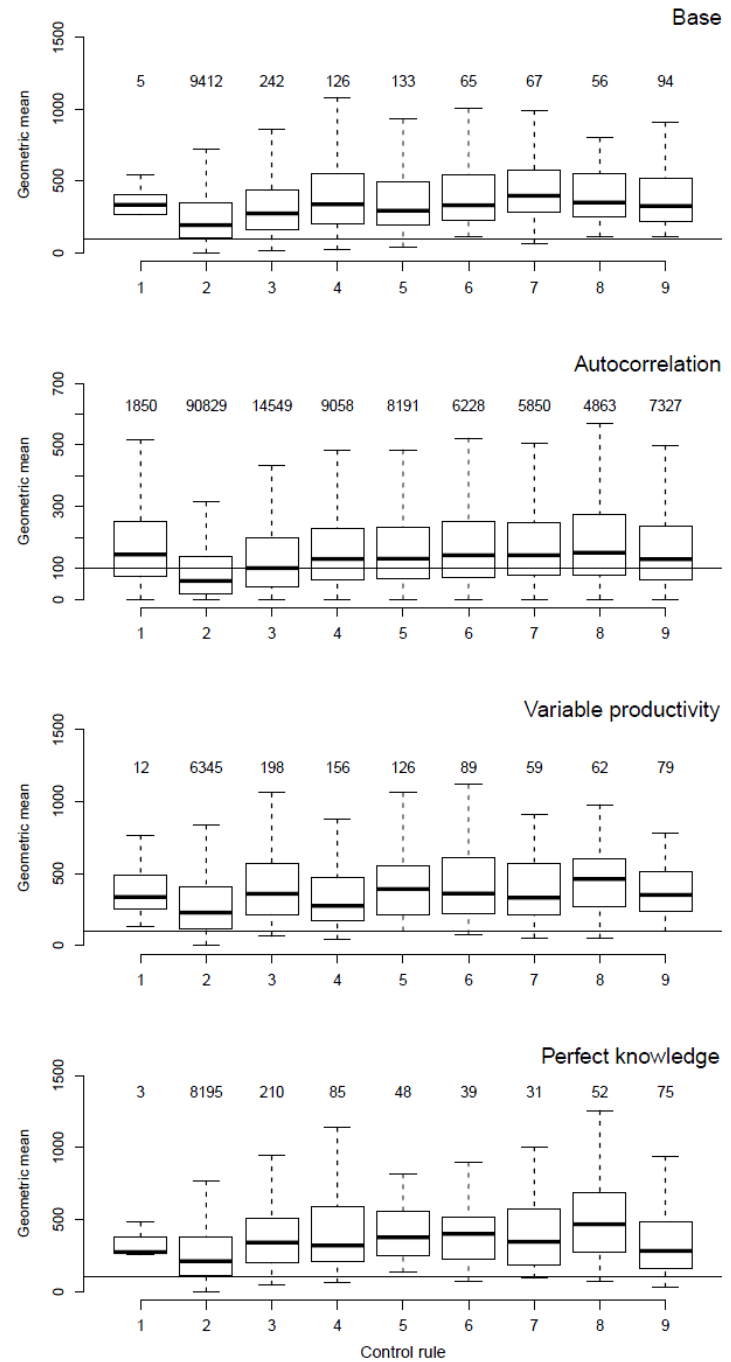 Base
Geometric mean
1500
1000
500
0
5 9412 242 126 133 65 67 56 94
1 2 3 4 5 6 7 8 9
Autocorrelation
Geometric mean
700
500
300
100
0
1850 90829 14549 9058 8191 6228 5850 4863 7327
1 2 3 4 5 6 7 8 9
Variable productivity
Geometric mean
1500
1000
500
0
12 6345 198 156 126 89 59 62 79
1 2 3 4 5 6 7 8 9
Perfect knowledge
Geometric mean
1500
1000
500
0
3 8195 210 85 48 39 31 52 75
1 2 3 4 5 6 7 8 9
Control rule